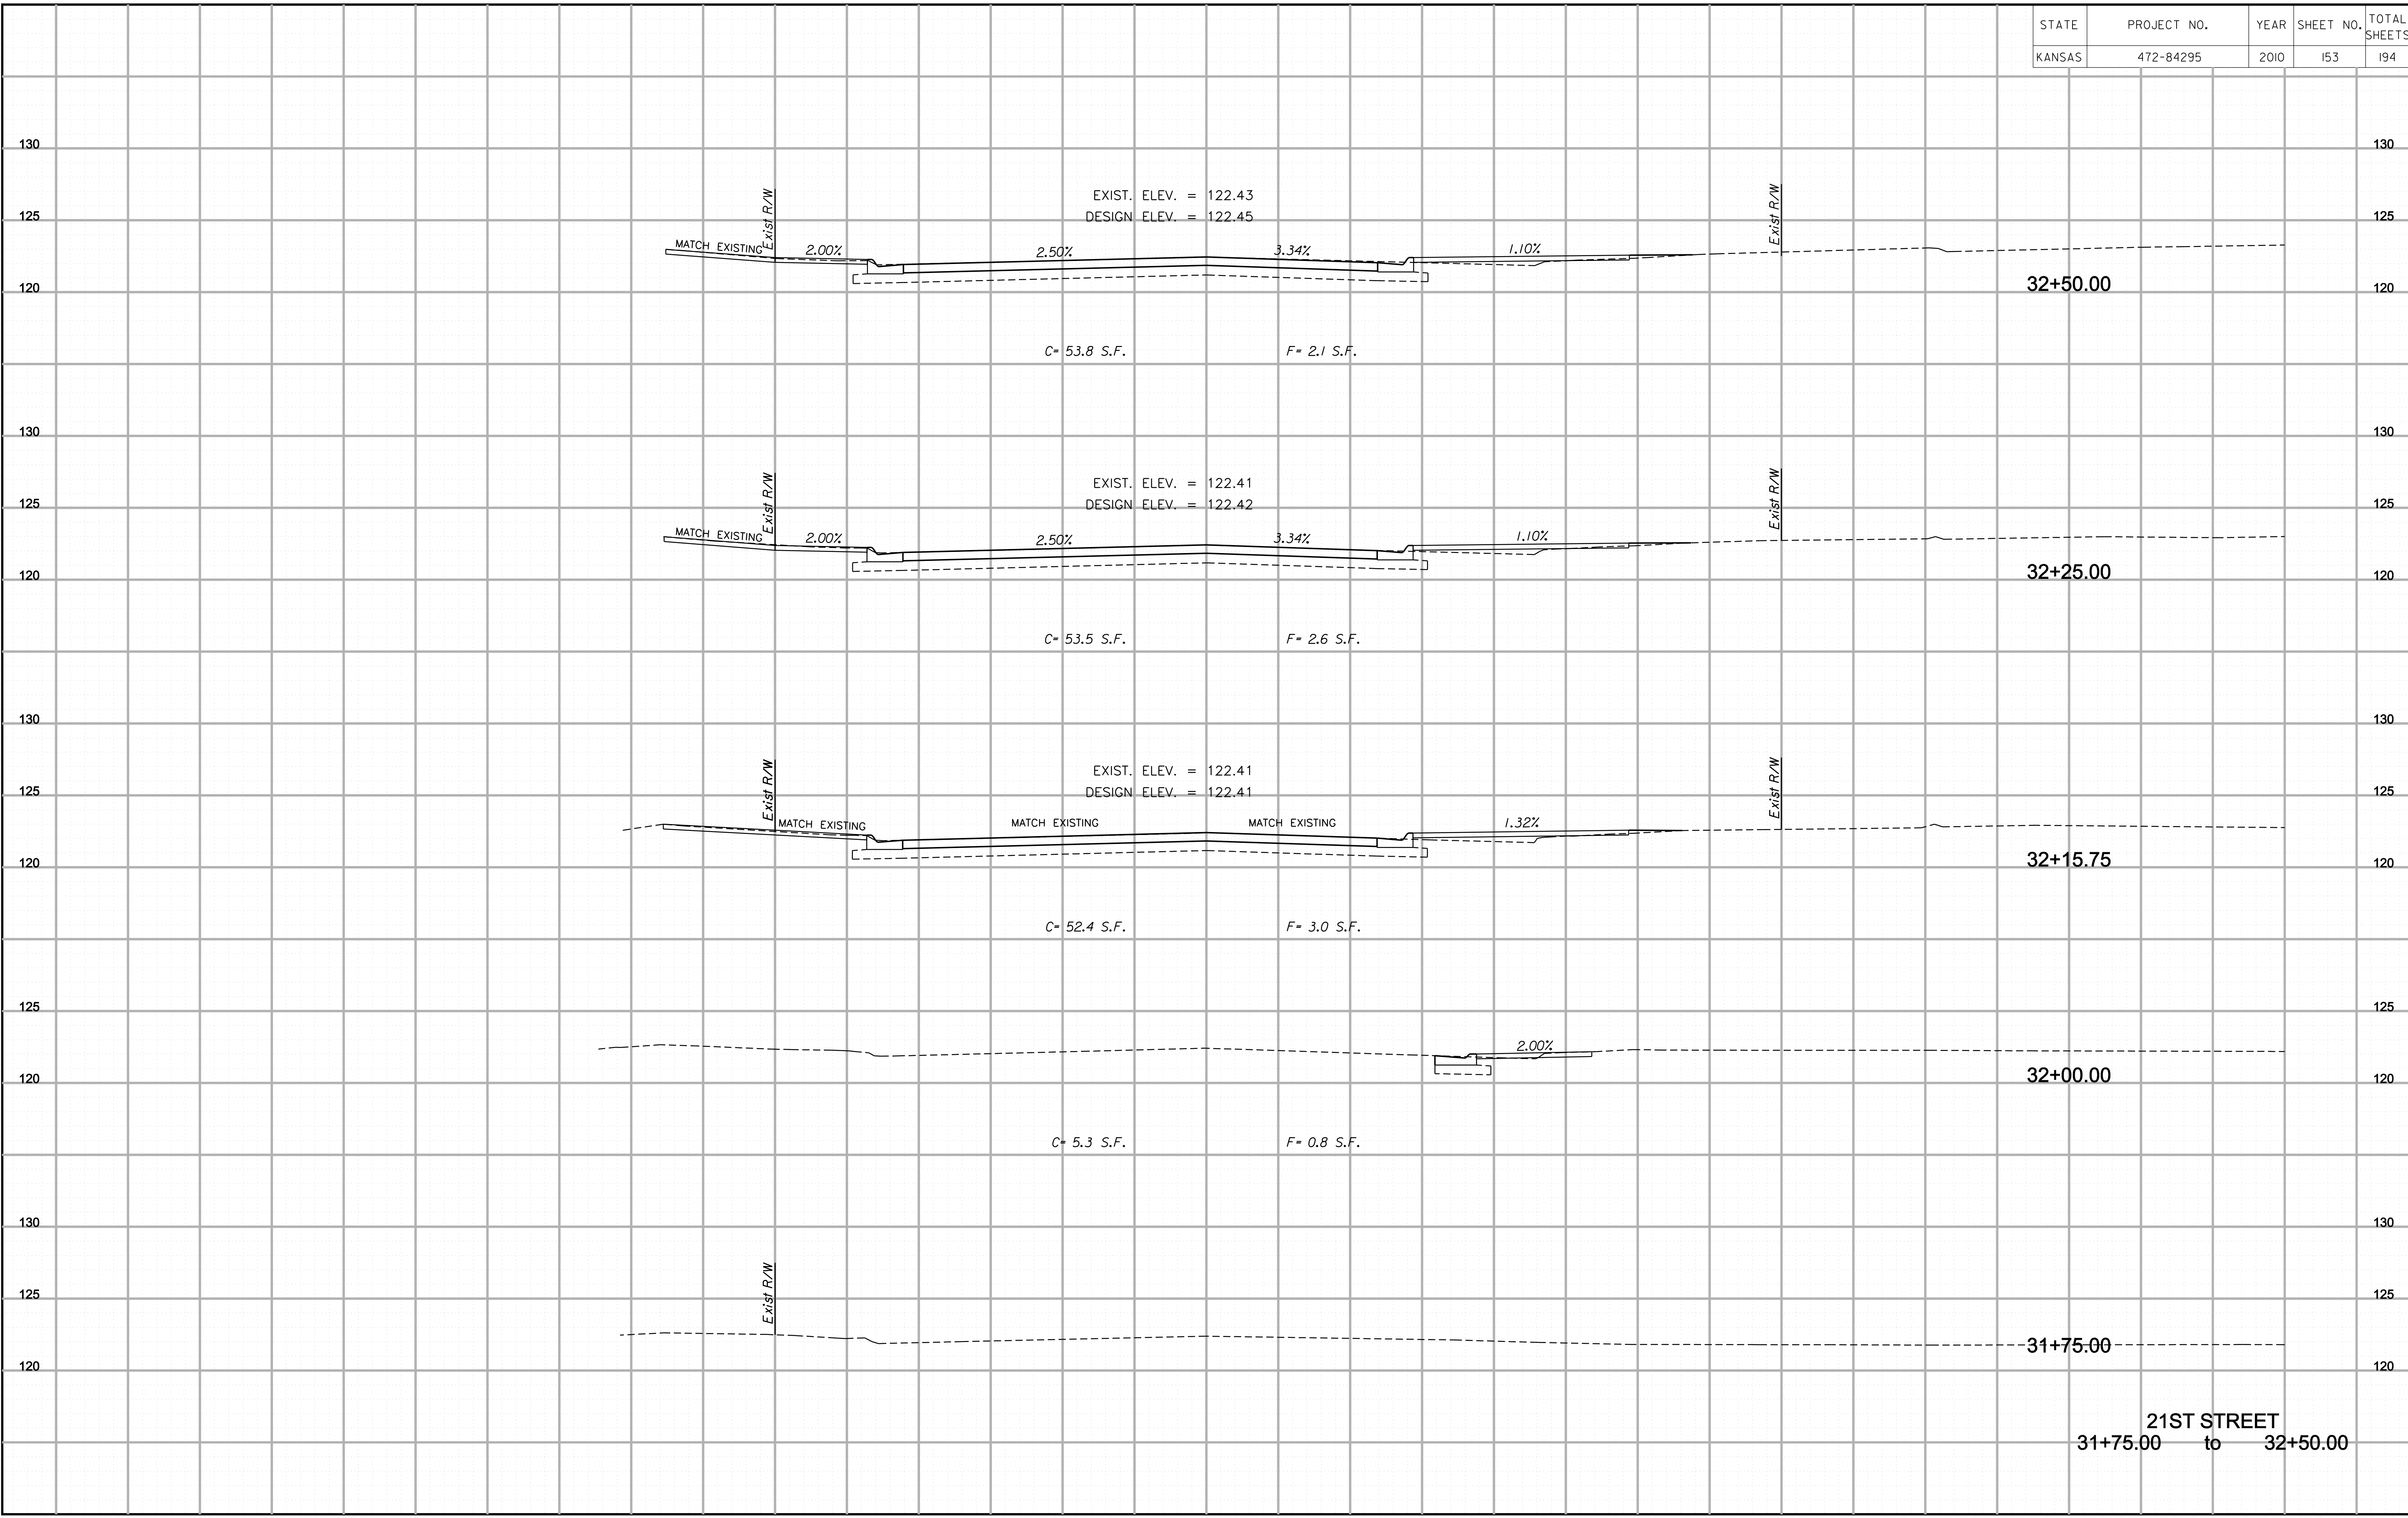 STATE PROJECT NO. YEAR SHEET NO. TOTAL SHEETS
KANSAS 472-84295 2010 153 194
130 130
EXIST. ELEV. = 122.43
125 125
DESIGN ELEV. = 122.45
Exist R/W Exist R/W
MATCH EXISTING 2.00% 2.50% 3.34% 1.10%
120 32+50.00 120
C= 53.8 S.F. F= 2.1 S.F.
130 130
EXIST. ELEV. = 122.41
125 125
DESIGN ELEV. = 122.42
Exist R/W Exist R/W
MATCH EXISTING 2.00% 2.50% 3.34% 1.10%
120 32+25.00 120
C= 53.5 S.F. F= 2.6 S.F.
130 130
EXIST. ELEV. = 122.41
125 125
DESIGN ELEV. = 122.41
Exist R/W Exist R/W
MATCH EXISTING MATCH EXISTING MATCH EXISTING 1.32%
120 32+15.75 120
C= 52.4 S.F. F= 3.0 S.F.
125 125
2.00%
120 32+00.00 120
C= 5.3 S.F. F= 0.8 S.F.
130 130
125 125
Exist R/W
31+75.00
120 120
21ST STREET
31+75.00 to 32+50.00